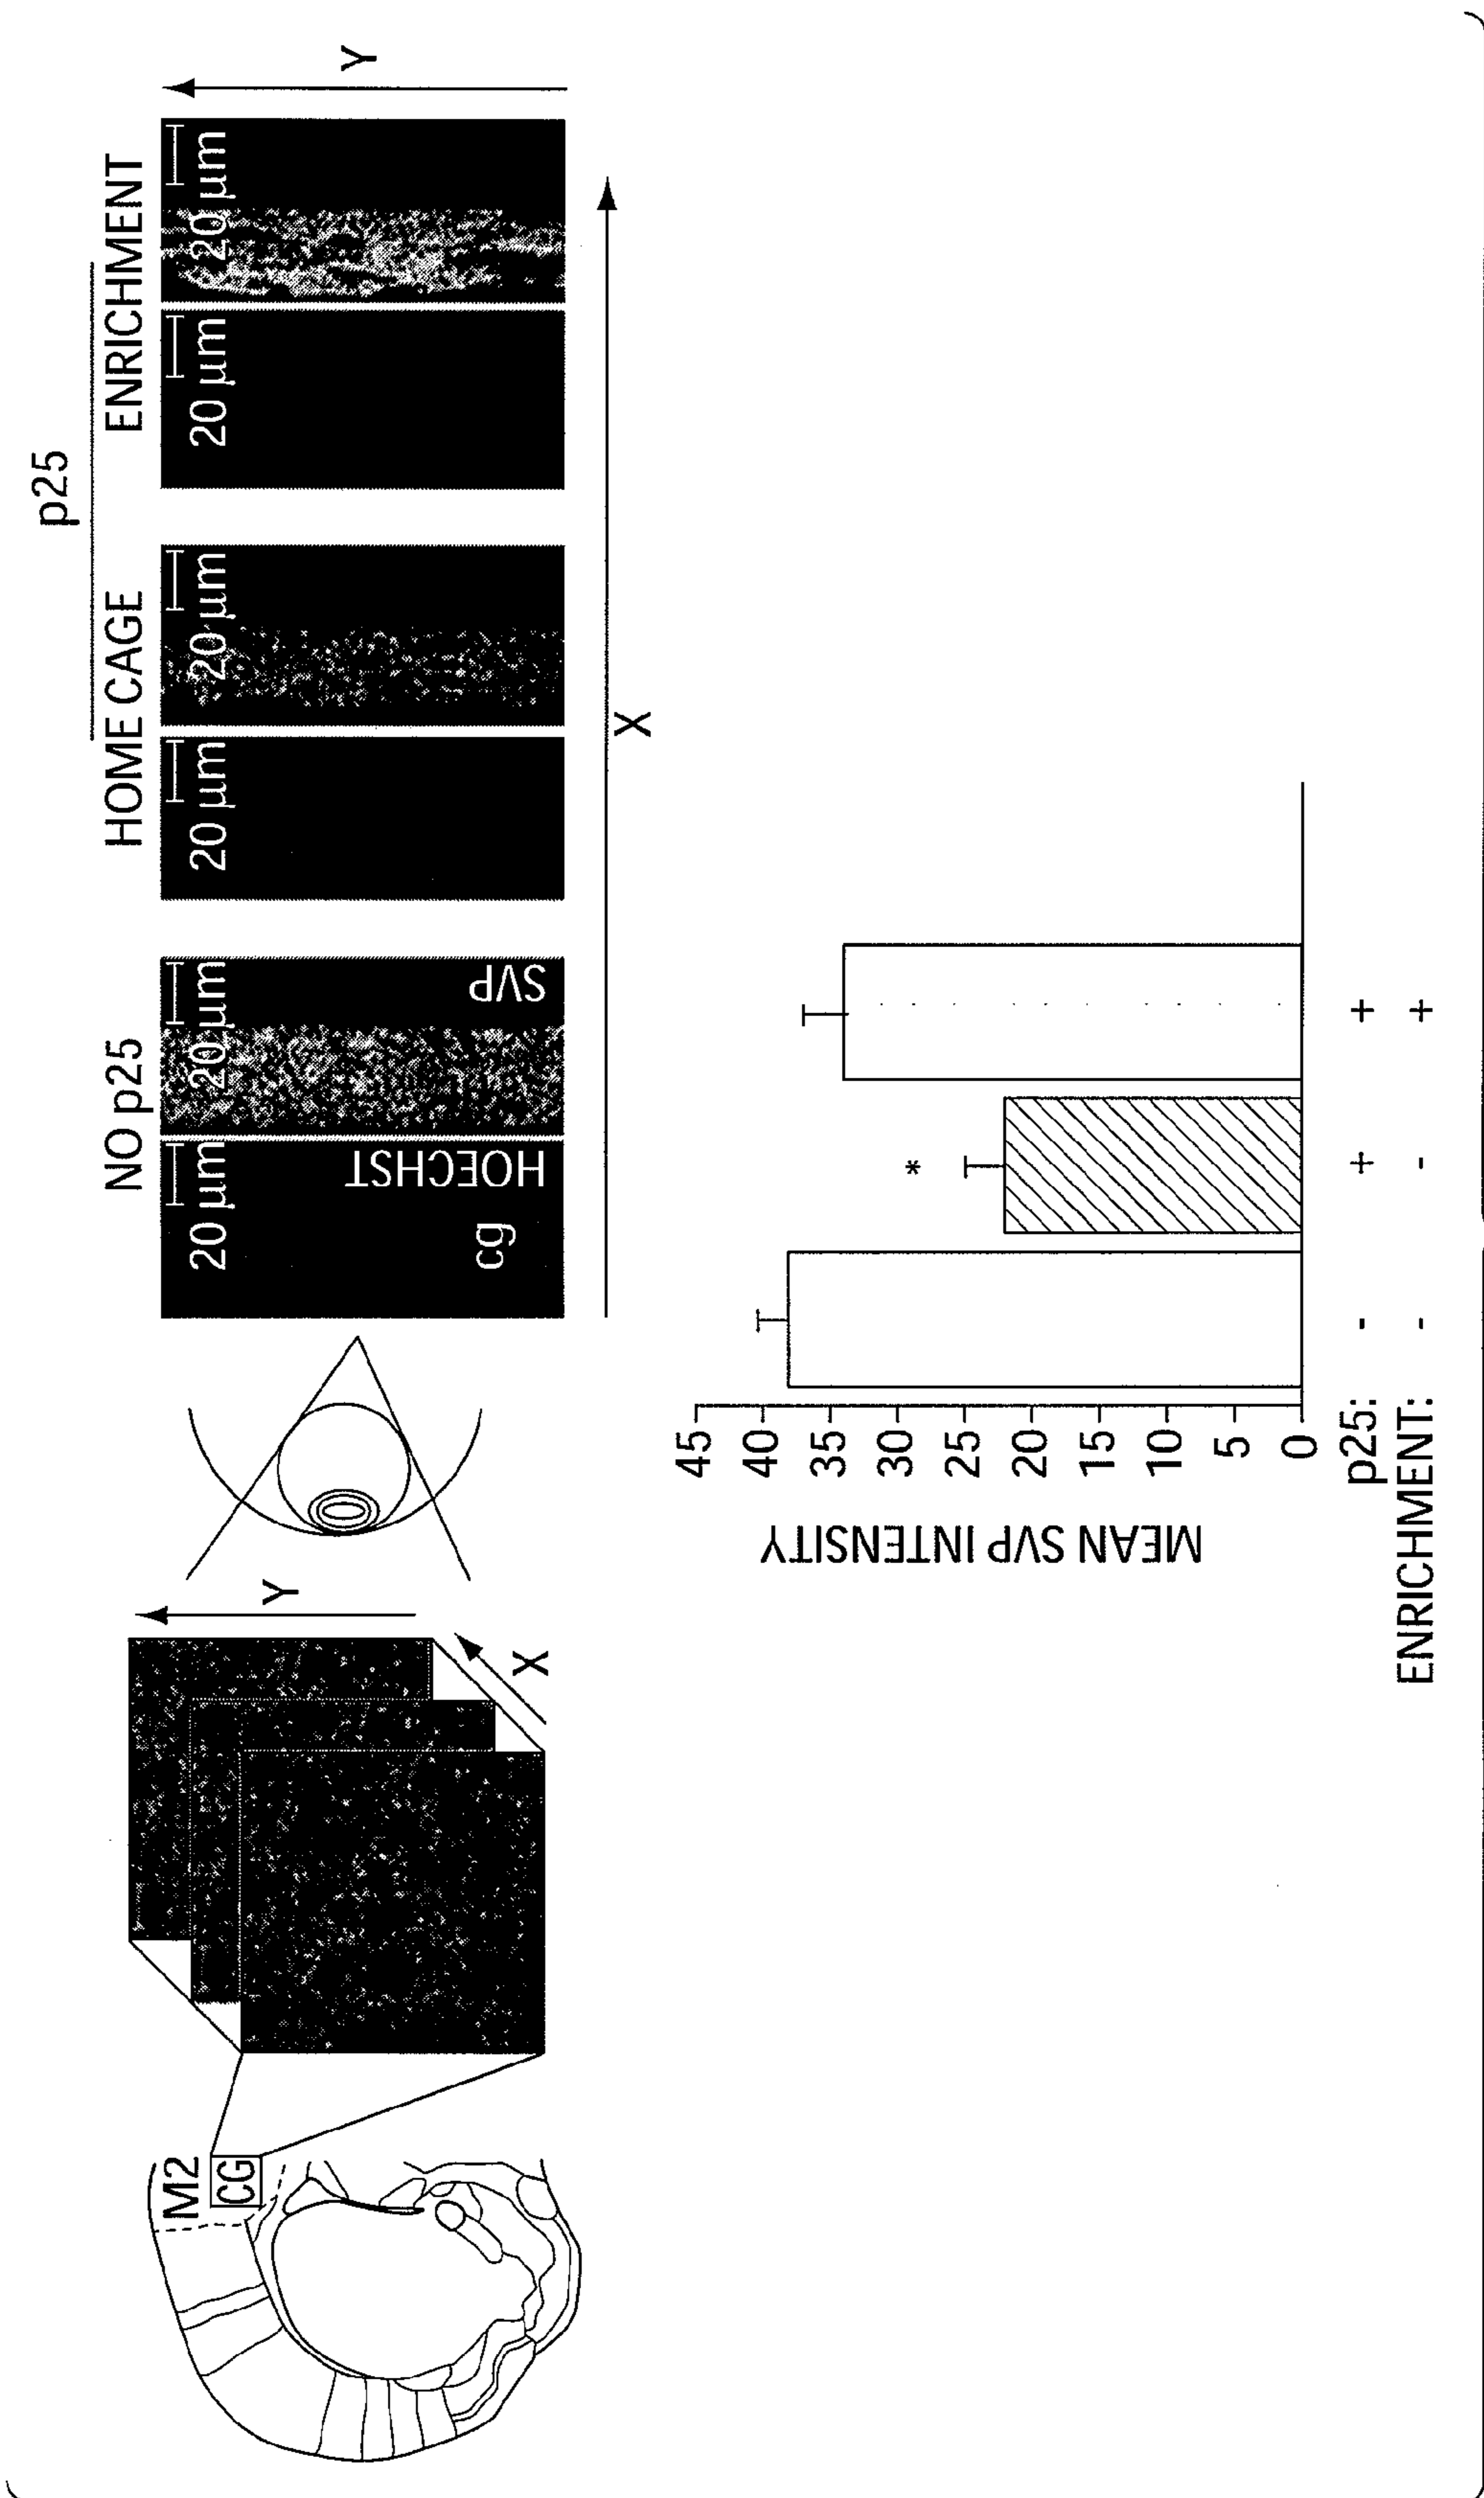 p25
NO p25
HOME CAGE
ENRICHMENT
20 µm
20 µm
20 µm
20 µm
20 µm
20 µm
cg
HOECHST
SVP
Y
X
M2
CG
Y
X
MEAN SVP INTENSITY
45
40
35
30
25
20
15
10
5
0
*
p25: - + +
ENRICHMENT: - - +